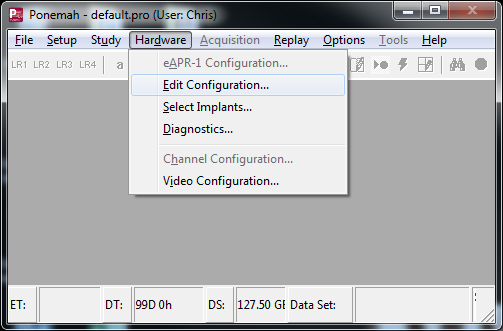 Ponemah - default.pro (User: Chris)
File Setup Study Hardware Acquisition Replay Options Tools Help
LR1 LR2 LR3 LR4 a
eAPR-1 Configuration...
Edit Configuration...
Select Implants...
Diagnostics...
Channel Configuration...
Video Configuration...
ET: DT: 99D 0h DS: 127.50 GB Data Set: